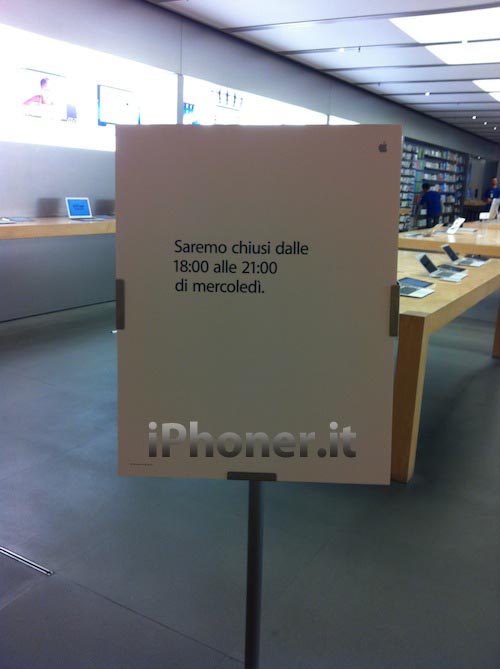 Saremo chiusi dalle
18:00 alle 21:00
di mercoledì.
iPhoner.it